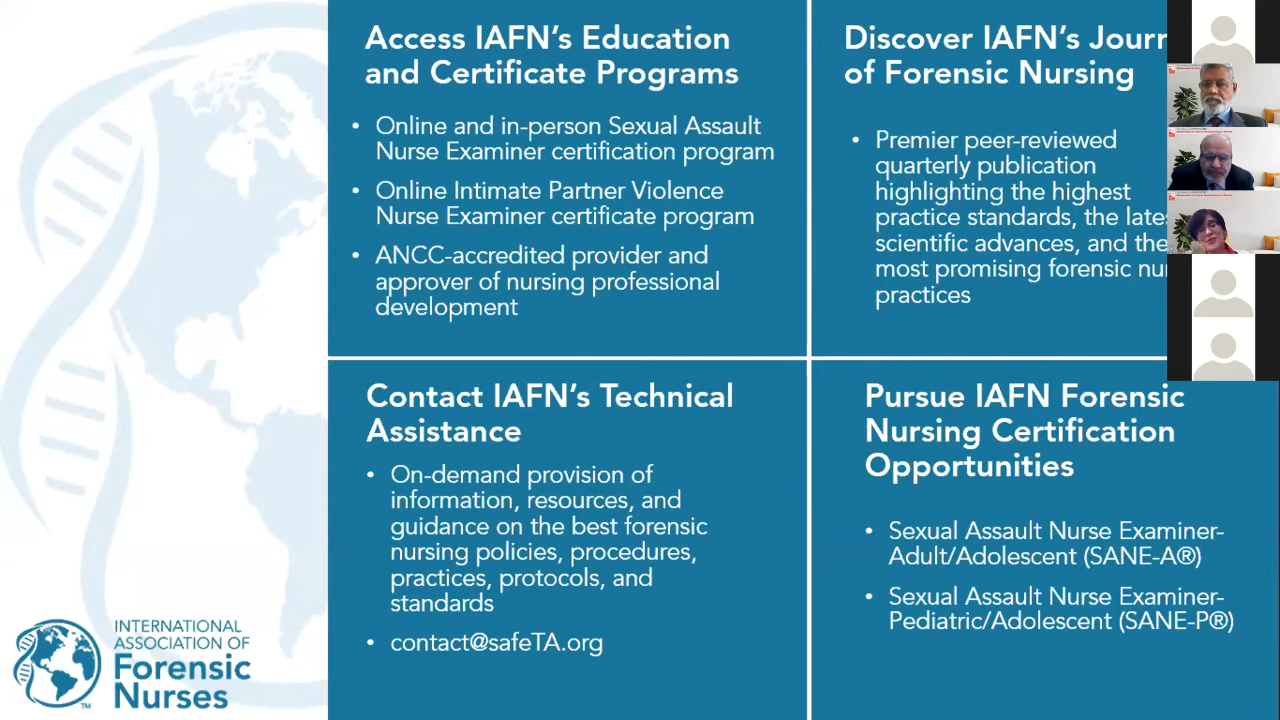 Access IAFN's Education
and Certificate Programs
• Online and in-person Sexual Assault
Nurse Examiner certification program
• Online Intimate Partner Violence
Nurse Examiner certificate program
• ANCC-accredited provider and
approver of nursing professional
development
Discover IAFN's Jour
of Forensic Nursing
• Premier peer-reviewed
quarterly publication
highlighting the highest
practice standards, the late
scientific advances, and the
most promising forensic nu
practices
Contact IAFN's Technical
Assistance
• On-demand provision of
information, resources, and
guidance on the best forensic
nursing policies, procedures,
practices, protocols, and
standards
• contact@safeTA.org
Pursue IAFN Forensic
Nursing Certification
Opportunities
• Sexual Assault Nurse Examiner-
Adult/Adolescent (SANE-A®)
• Sexual Assault Nurse Examiner-
Pediatric/Adolescent (SANE-P®)
INTERNATIONAL
ASSOCIATION OF
Forensic
Nurses
TM